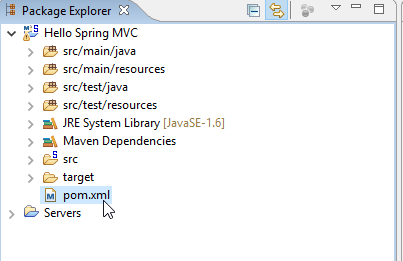 Package Explorer
Hello Spring MVC
src/main/java
src/main/resources
src/test/java
src/test/resources
JRE System Library [JavaSE-1.6]
Maven Dependencies
src
target
pom.xml
Servers